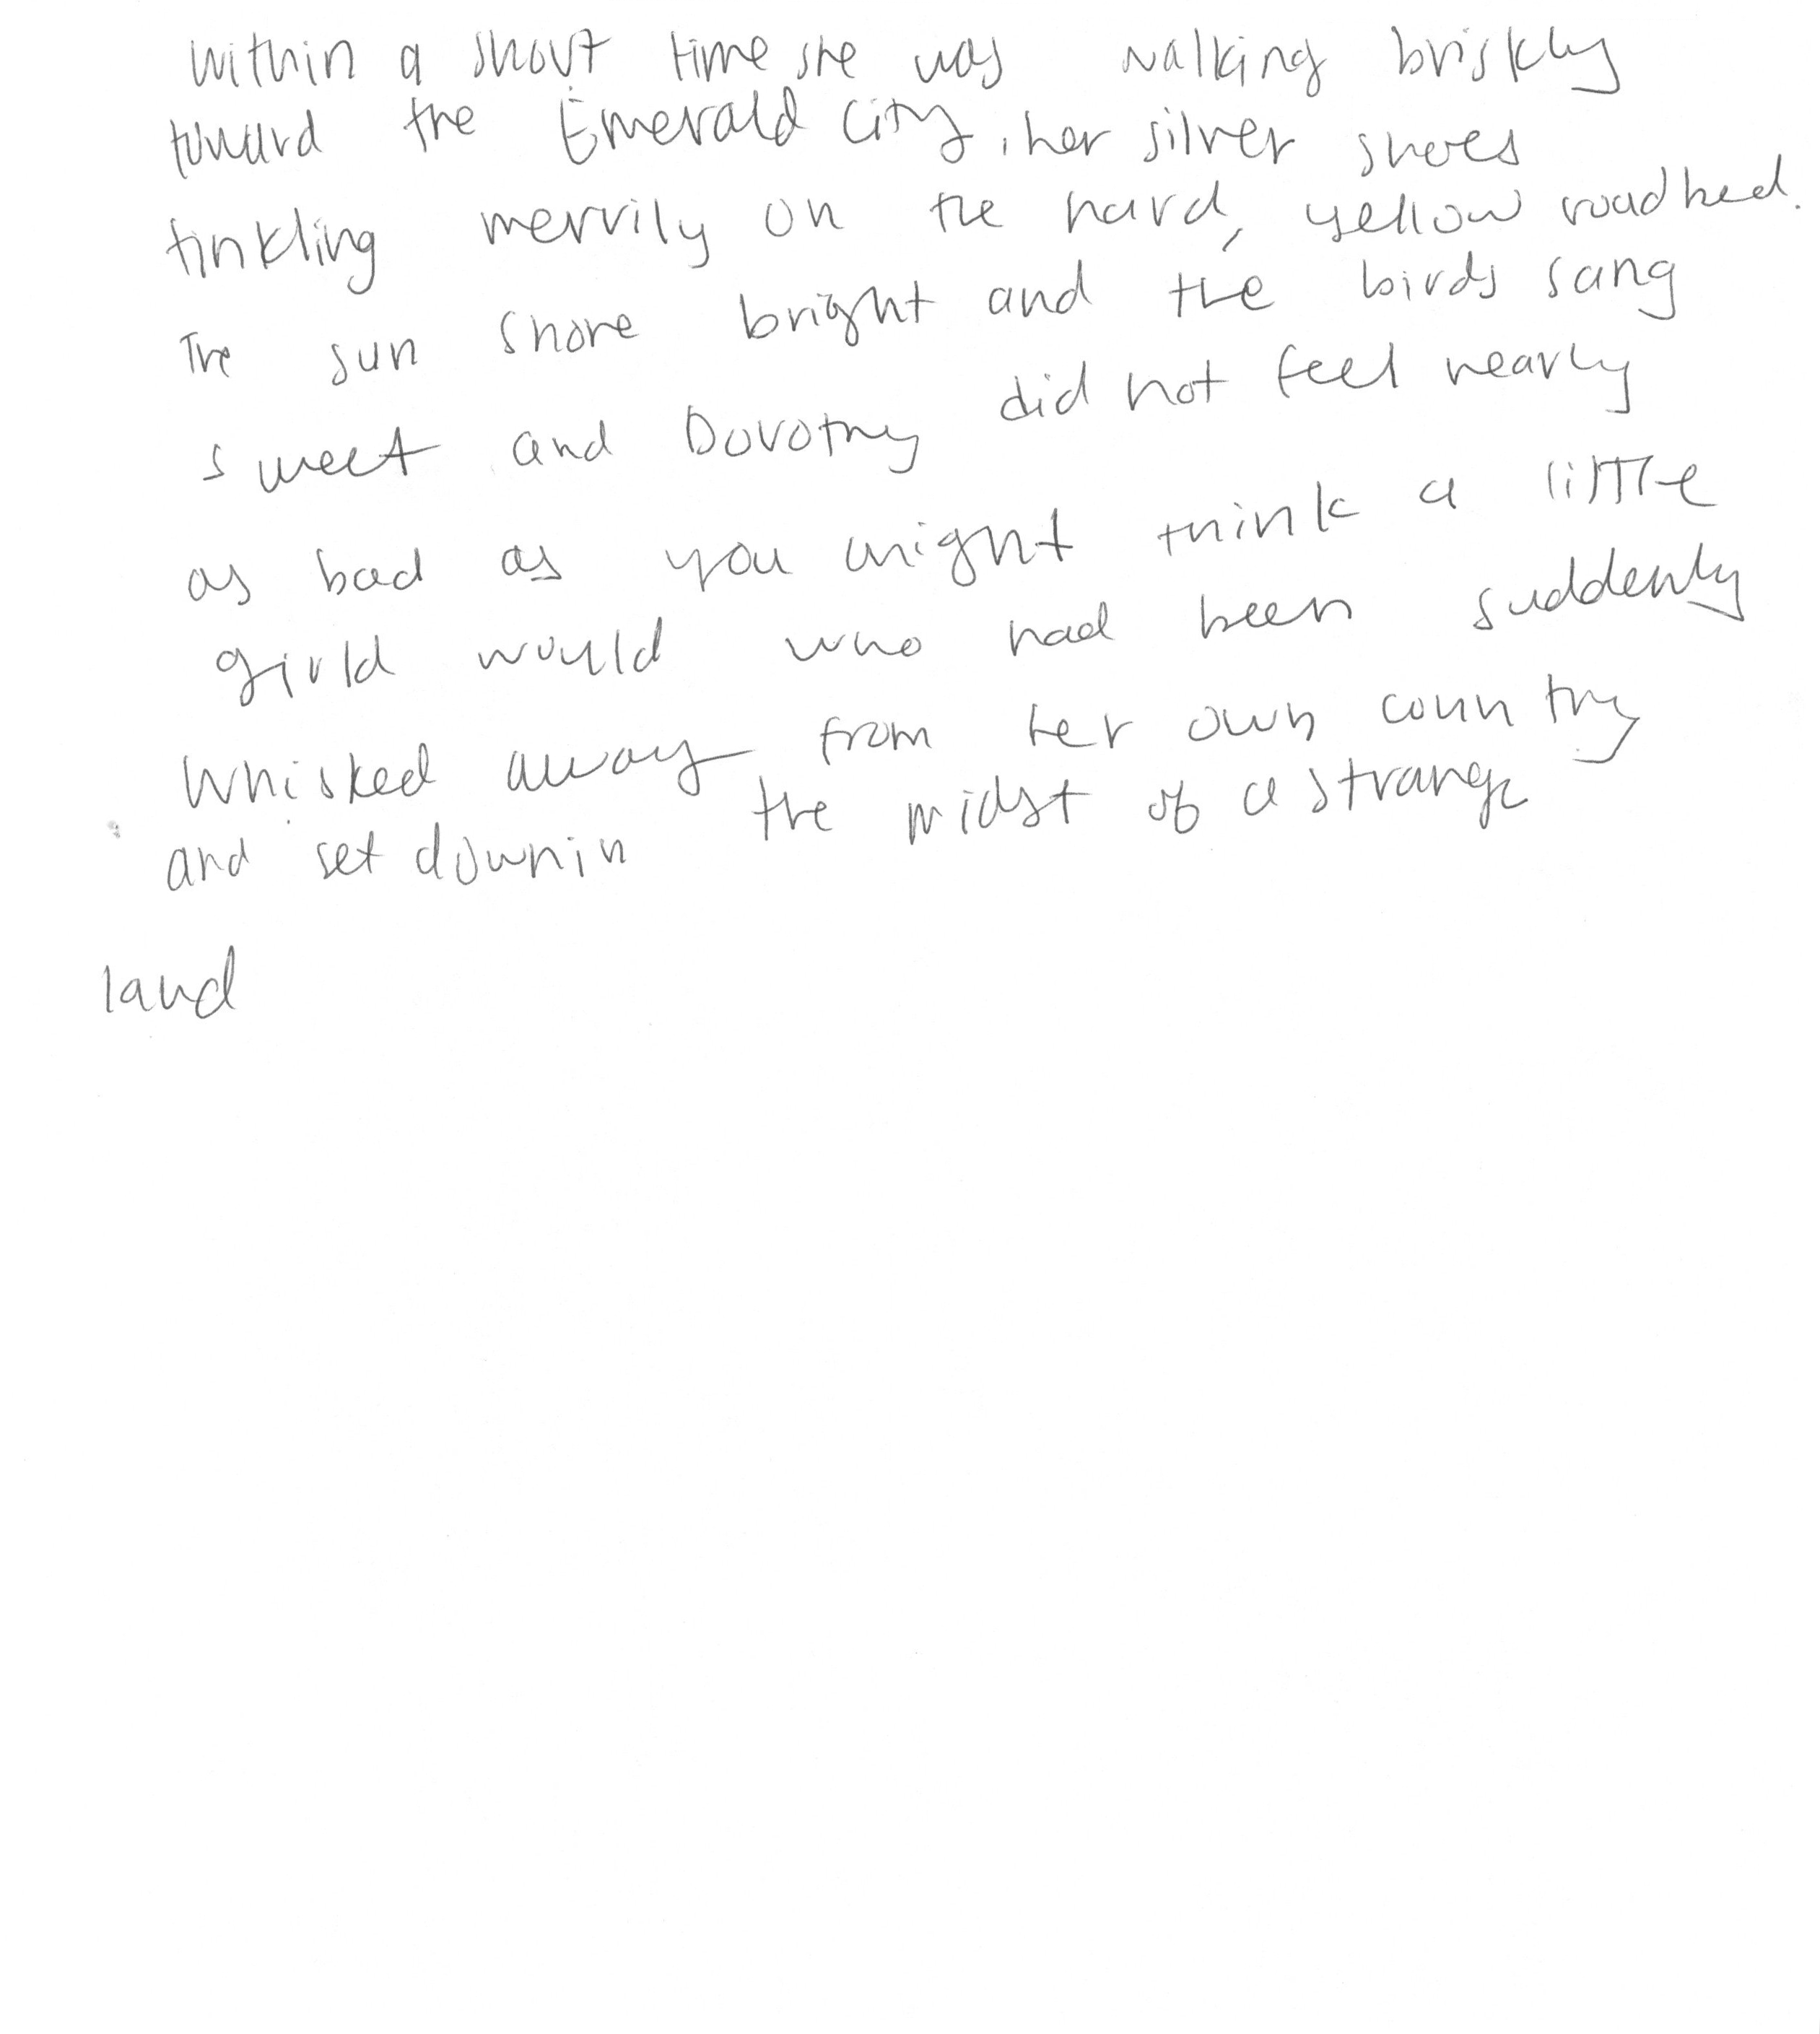 within a short time she was walking briskly
toward the Emerald City, her silver shoes
tinkling merrily on the hard, yellow roadbed.
The sun shone bright and the birds sang
sweet and Dorothy did not feel nearly
as bad as you might think a little
girld would who had been suddenly
whisked away from her own country
and set down in the midst of a strange
land